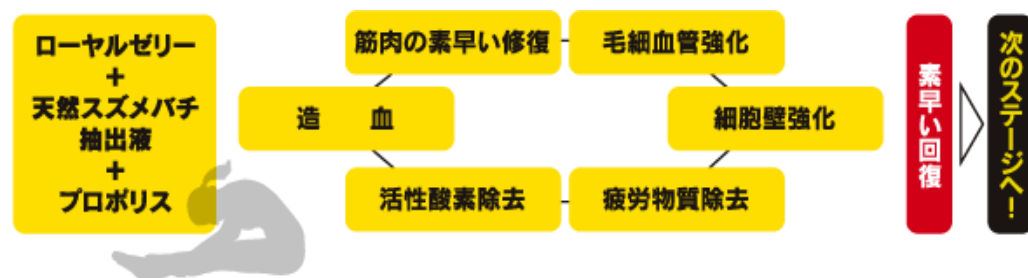 ローヤルゼリー
+
天然スズメバチ
抽出液
+
プロポリス
筋肉の素早い修復
毛細血管強化
造　血
細胞壁強化
活性酸素除去
疲労物質除去
素早い回復
次のステージへ！